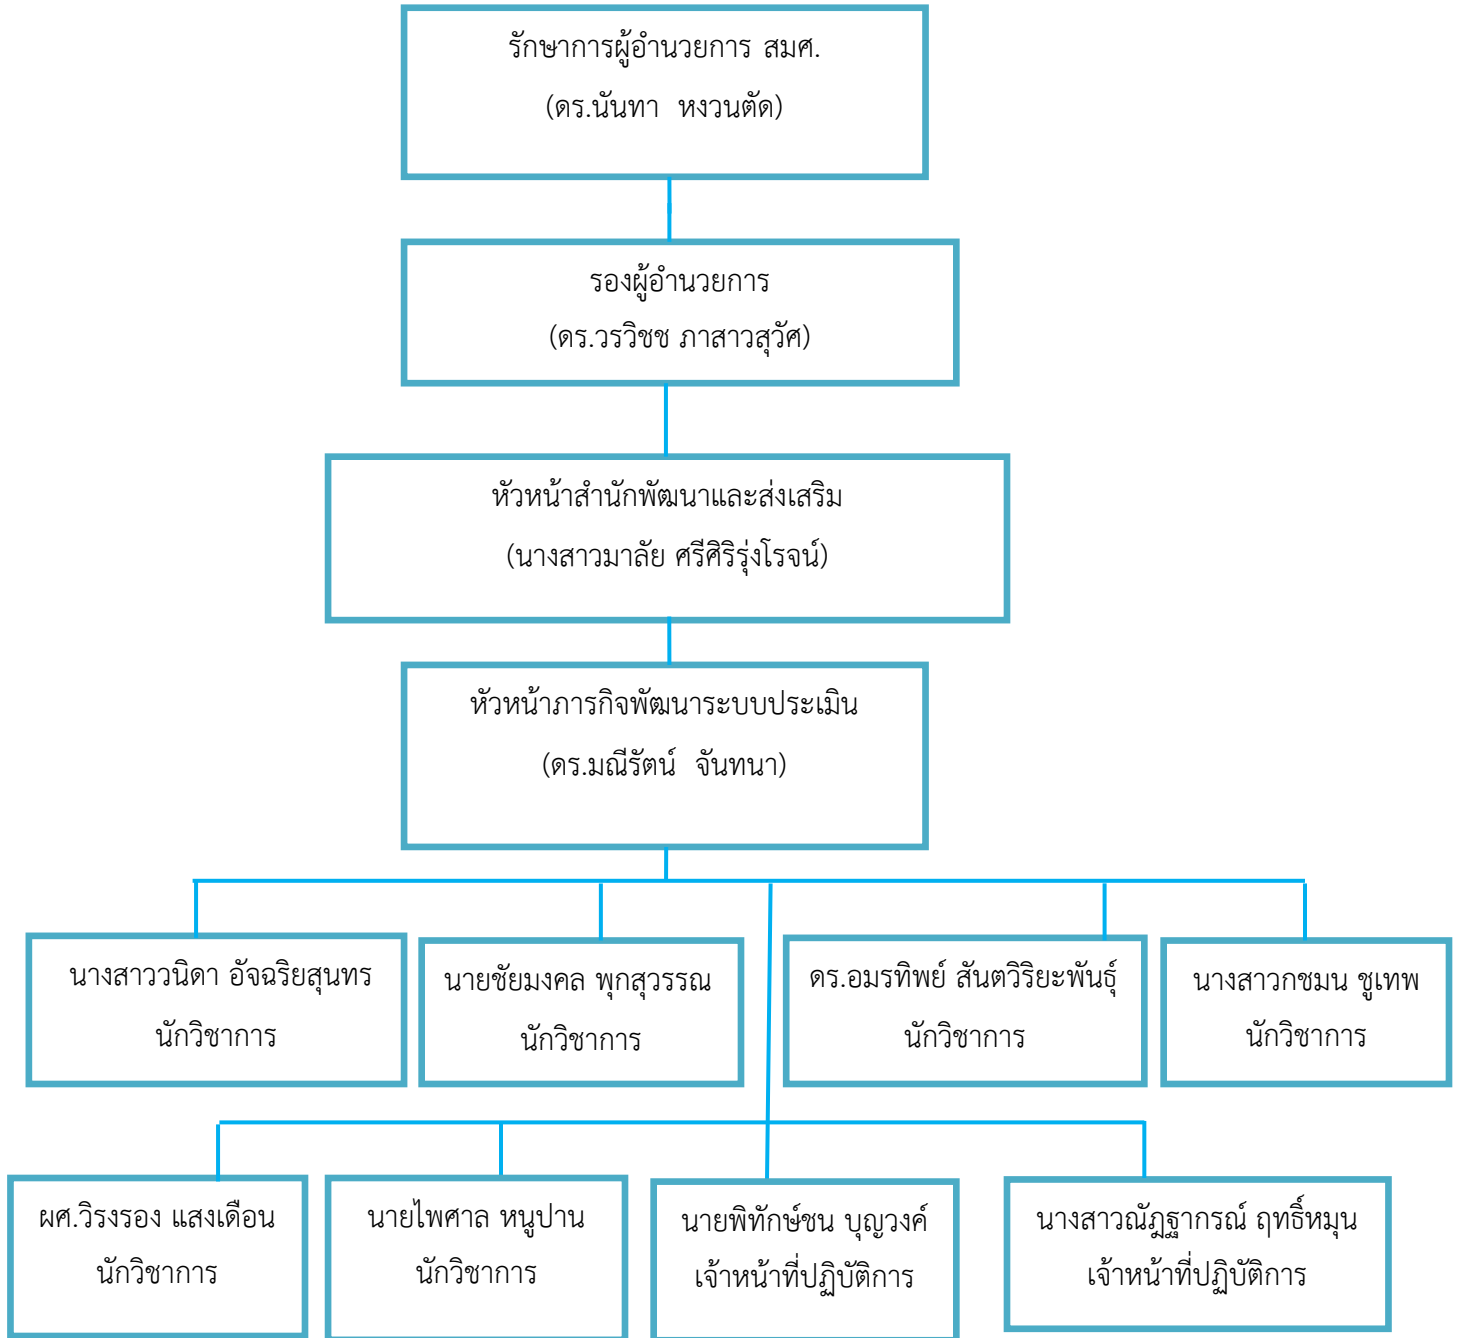 รักษาการผู้อำนวยการ สมศ.
(ดร.นันทา หงวนตัด)
รองผู้อำนวยการ
(ดร.วรวิชช ภาสาวสุวัศ)
หัวหน้าสำนักพัฒนาและส่งเสริม
(นางสาวมาลัย ศรีศิริรุ่งโรจน์)
หัวหน้าภารกิจพัฒนาระบบประเมิน
(ดร.มณีรัตน์ จันทนา)
นางสาววนิดา อัจฉริยสุนทร
นักวิชาการ
นายชัยมงคล พุกสุวรรณ
นักวิชาการ
ดร.อมรทิพย์ สันตวิริยะพันธุ์
นักวิชาการ
นางสาวกชมน ชูเทพ
นักวิชาการ
ผศ.วิรงรอง แสงเดือน
นักวิชาการ
นายไพศาล หนูปาน
นักวิชาการ
นายพิทักษ์ชน บุญวงค์
เจ้าหน้าที่ปฏิบัติการ
นางสาวณัฎฐากรณ์ ฤทธิ์หมุน
เจ้าหน้าที่ปฏิบัติการ